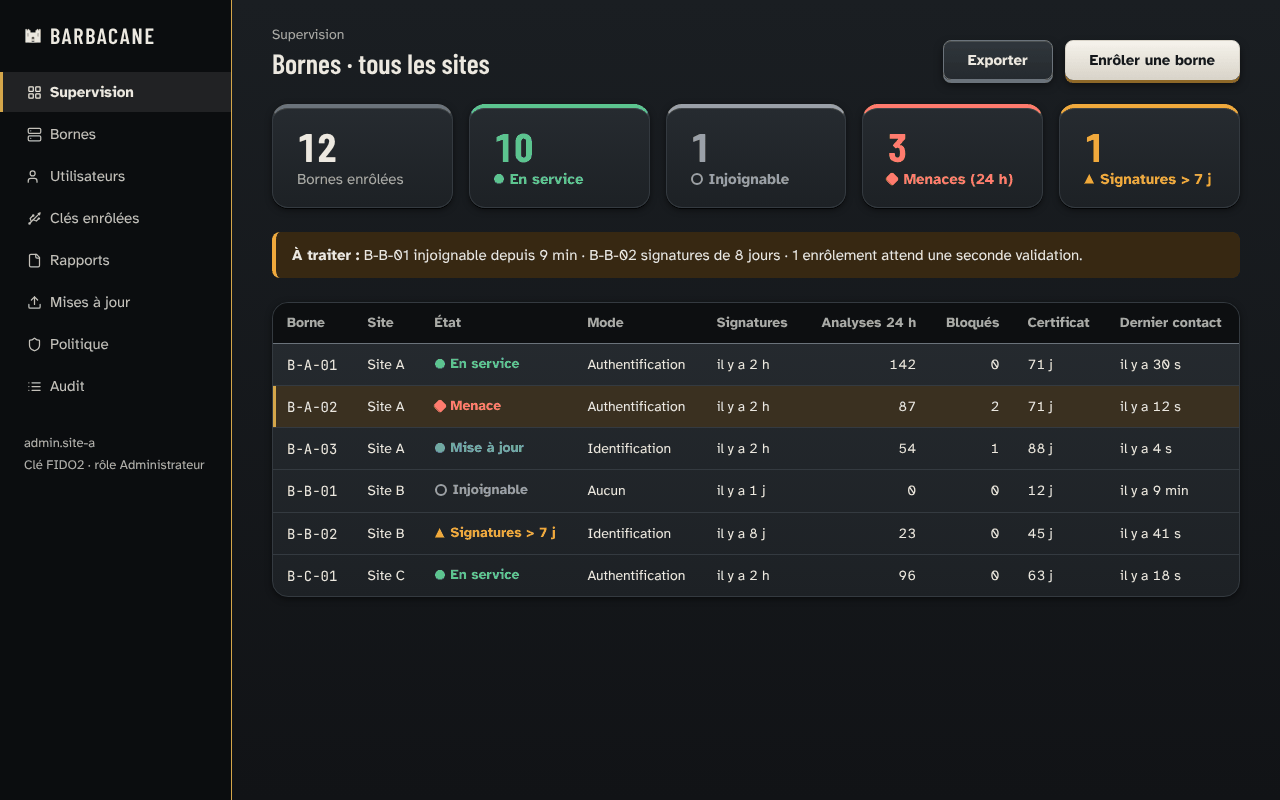 BARBACANE
Supervision
Bornes
Utilisateurs
Clés enrôlées
Rapports
Mises à jour
Politique
Audit
admin.site-a
Clé FIDO2 · rôle Administrateur
Supervision
Bornes · tous les sites
Exporter
Enrôler une borne
12
Bornes enrôlées
10
En service
1
Injoignable
3
Menaces (24 h)
1
Signatures > 7 j
À traiter : B-B-01 injoignable depuis 9 min · B-B-02 signatures de 8 jours · 1 enrôlement attend une seconde validation.
Borne Site État Mode Signatures Analyses 24 h Bloqués Certificat Dernier contact
B-A-01 Site A En service Authentification il y a 2 h 142 0 71 j il y a 30 s
B-A-02 Site A Menace Authentification il y a 2 h 87 2 71 j il y a 12 s
B-A-03 Site A Mise à jour Identification il y a 2 h 54 1 88 j il y a 4 s
B-B-01 Site B Injoignable Aucun il y a 1 j 0 0 12 j il y a 9 min
B-B-02 Site B Signatures > 7 j Identification il y a 8 j 23 0 45 j il y a 41 s
B-C-01 Site C En service Authentification il y a 2 h 96 0 63 j il y a 18 s